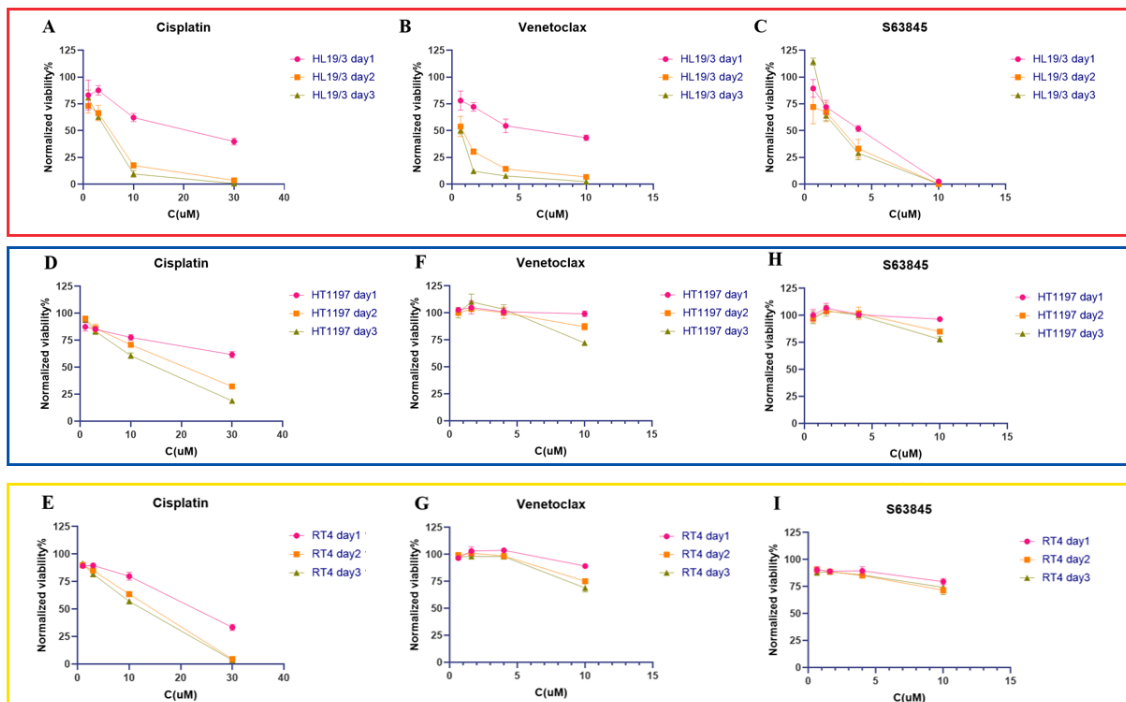 A
Cisplatin
Normalized viability%
125
100
75
50
25
0
0
10
20
30
40
C(uM)
HL19/3 day1
HL19/3 day2
HL19/3 day3
B
Venetoclax
Normalized viability%
125
100
75
50
25
0
0
5
10
15
C(uM)
HL19/3 day1
HL19/3 day2
HL19/3 day3
C
S63845
Normalized viability%
125
100
75
50
25
0
0
5
10
15
C(uM)
HL19/3 day1
HL19/3 day2
HL19/3 day3
D
Cisplatin
Normalized viability%
125
100
75
50
25
0
0
10
20
30
40
C(uM)
HT1197 day1
HT1197 day2
HT1197 day3
F
Venetoclax
Normalized viability%
125
100
75
50
25
0
0
5
10
15
C(uM)
HT1197 day1
HT1197 day2
HT1197 day3
H
S63845
Normalized viability%
125
100
75
50
25
0
0
5
10
15
C(uM)
HT1197 day1
HT1197 day2
HT1197 day3
E
Cisplatin
Normalized viability%
125
100
75
50
25
0
0
10
20
30
40
C(uM)
RT4 day1
RT4 day2
RT4 day3
G
Venetoclax
Normalized viability%
125
100
75
50
25
0
0
5
10
15
C(uM)
RT4 day1
RT4 day2
RT4 day3
I
S63845
Normalized viability%
125
100
75
50
25
0
0
5
10
15
C(uM)
RT4 day1
RT4 day2
RT4 day3